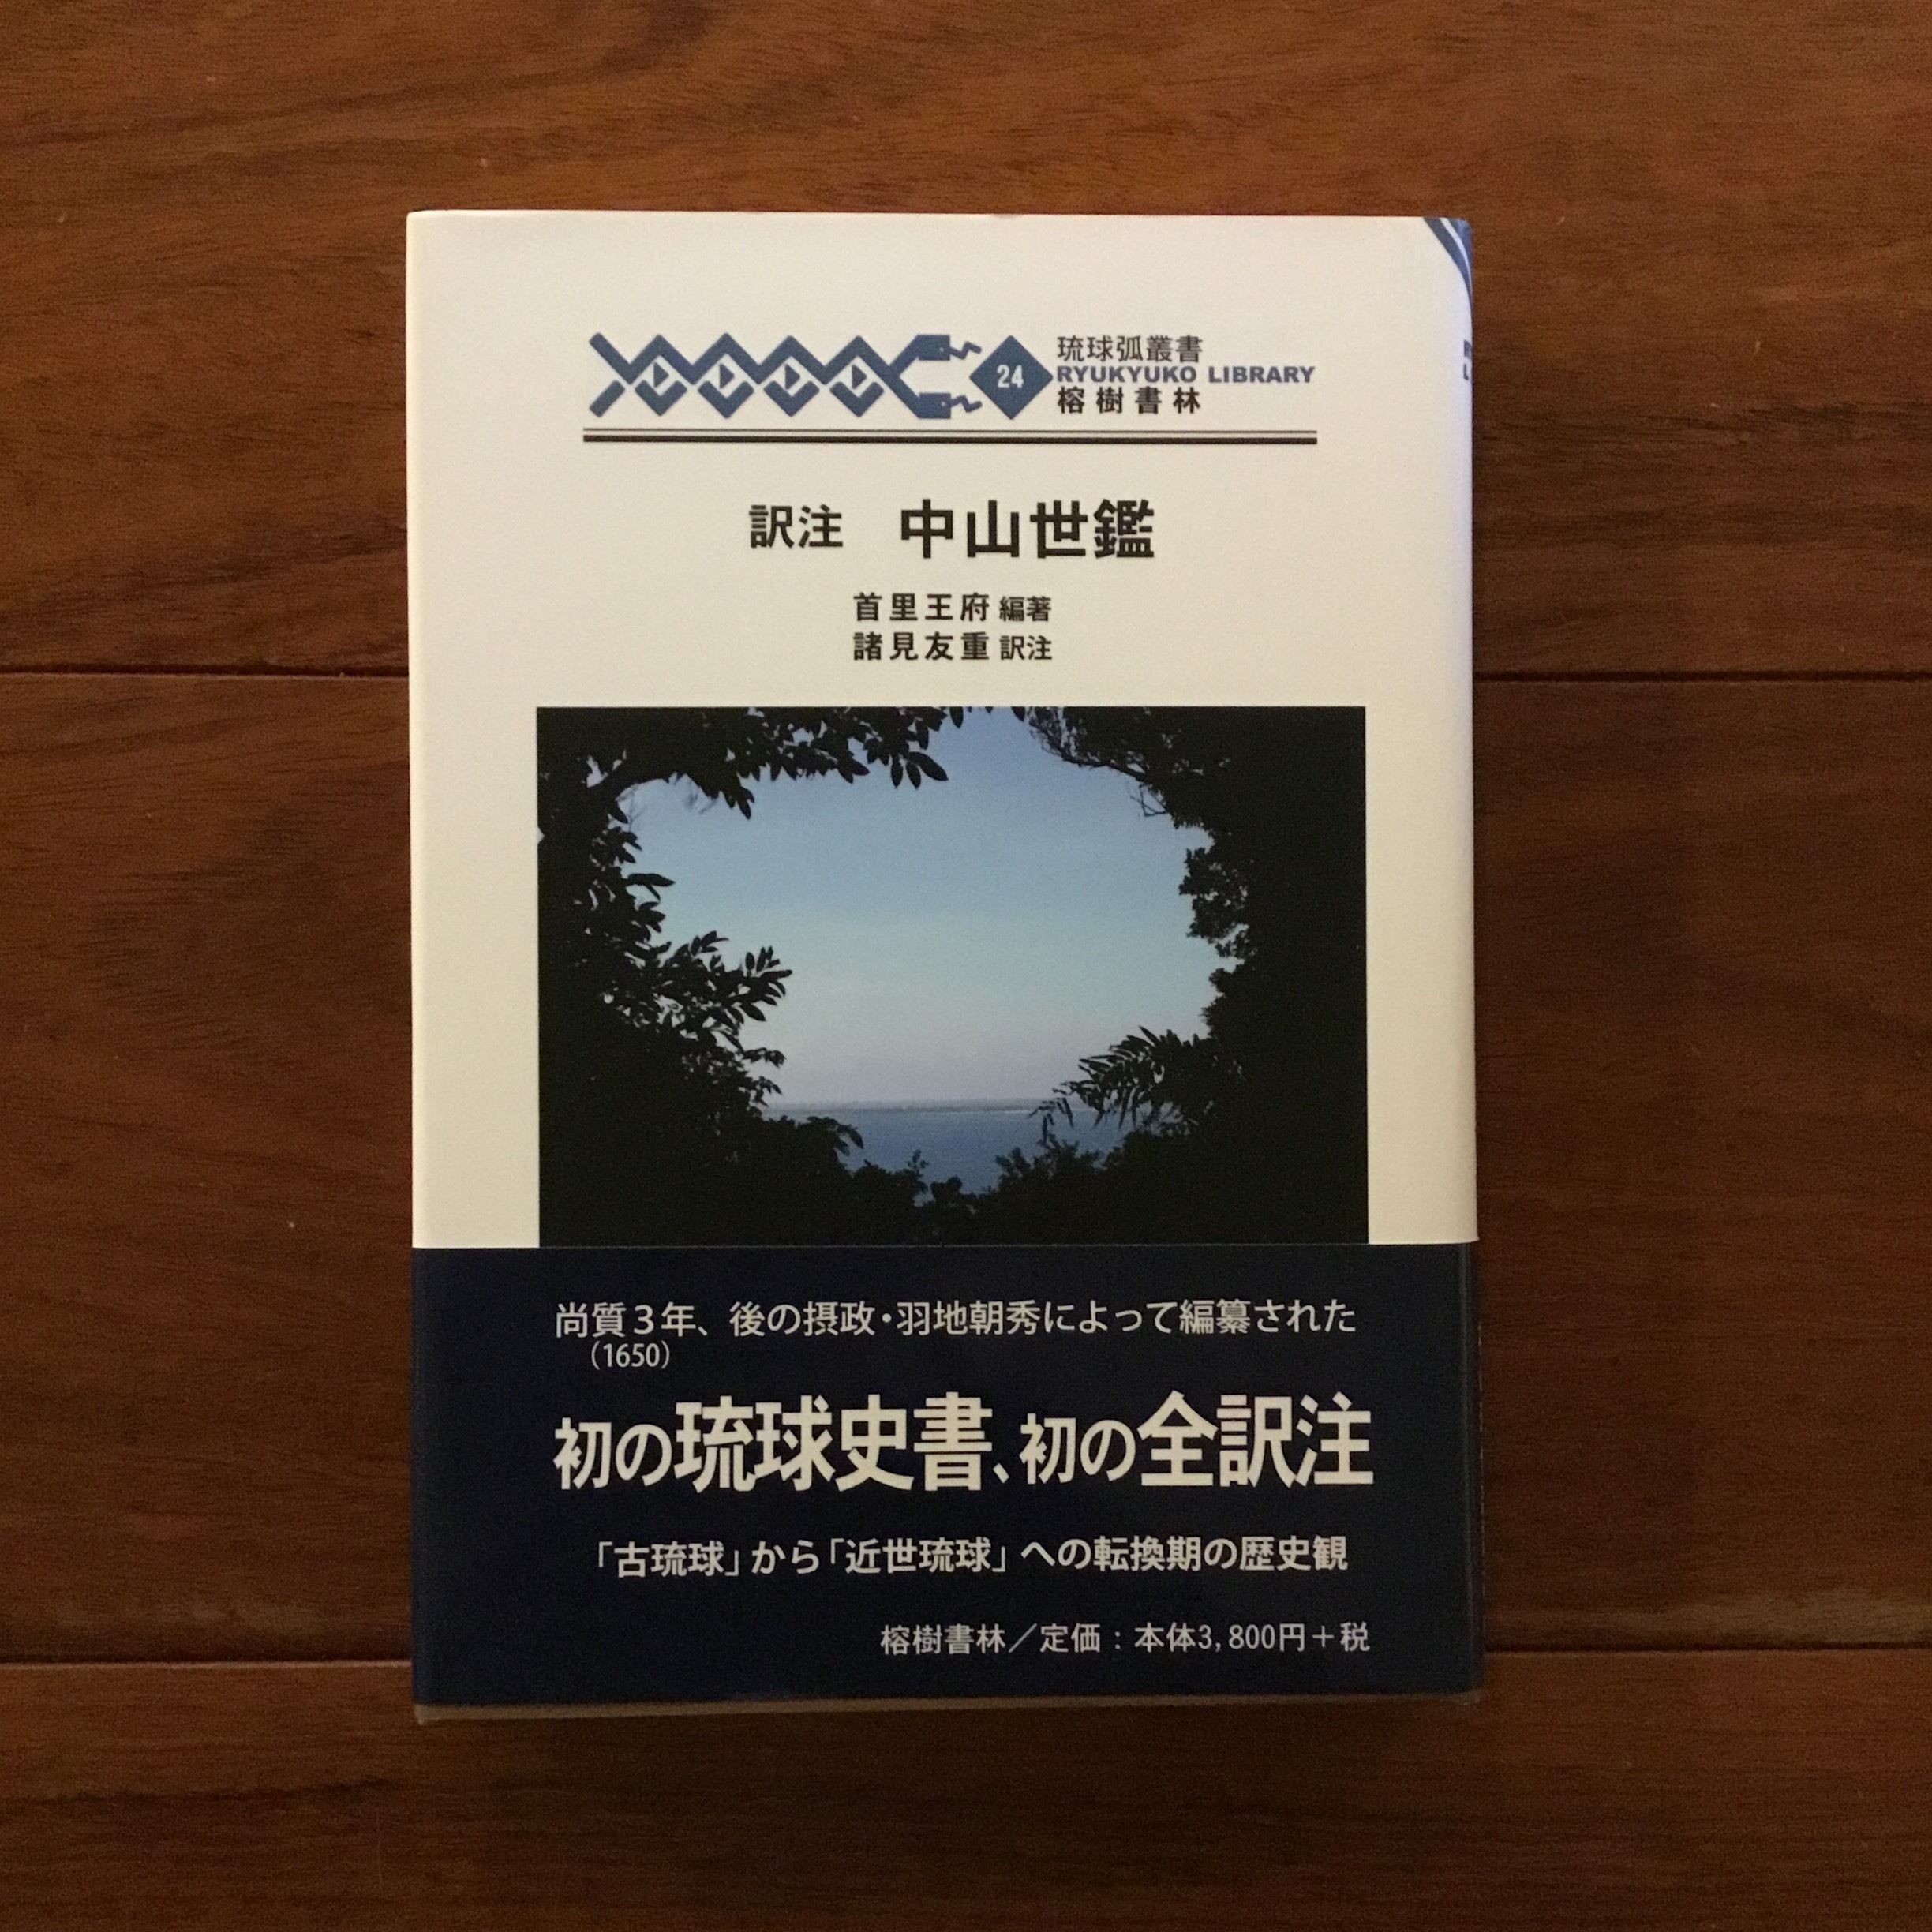 24
琉球弧叢書
RYUKYUKO LIBRARY
榕樹書林
訳注 中山世鑑
首里王府 編著
諸見友重 訳注
尚質3年、後の摂政・羽地朝秀によって編纂された
(1650)
初の琉球史書、初の全訳注
「古琉球」から「近世琉球」への転換期の歴史観
榕樹書林/定価:本体3,800円+税